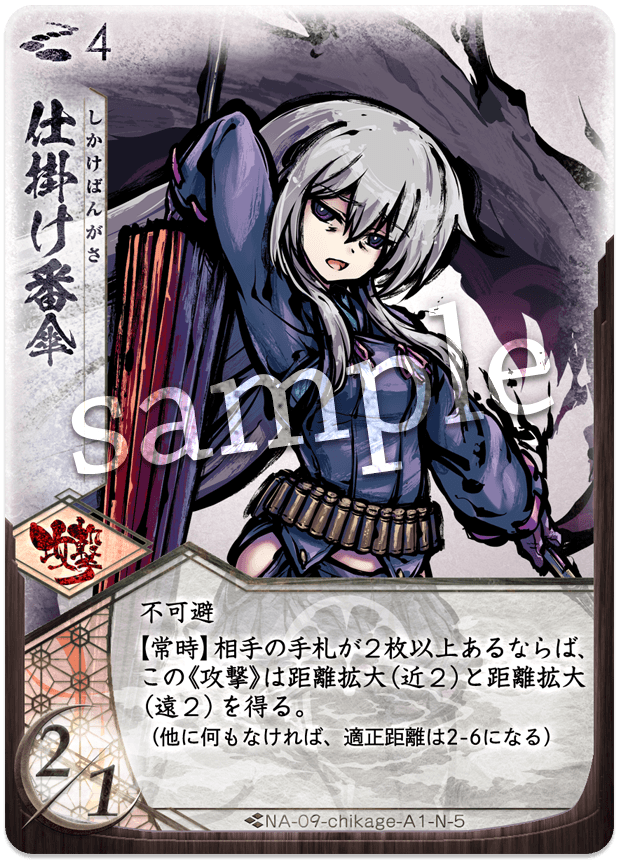 4
仕掛け番傘
しかけばんがさ
sample
攻撃
不可避
【常時】相手の手札が２枚以上あるならば、
この《攻撃》は距離拡大（近２）と距離拡大
（遠２）を得る。
（他に何もなければ、適正距離は2-6になる）
2/1
NA-09-chikage-A1-N-5